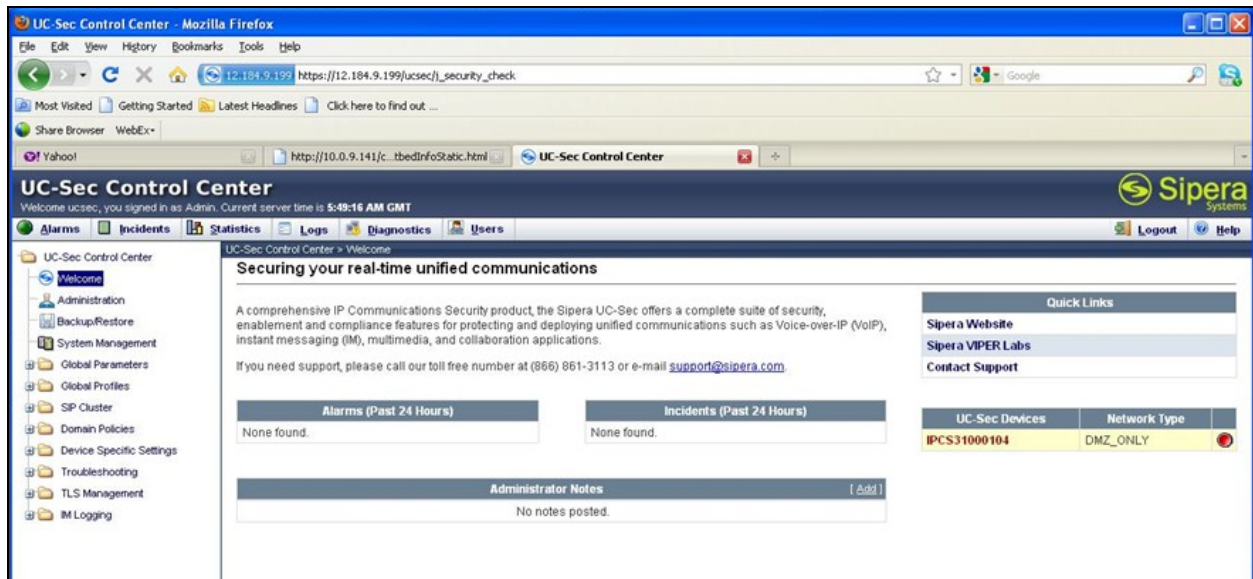 UC-Sec Control Center - Mozilla Firefox
File Edit View History Bookmarks Tools Help
12.184.9.199 https://12.184.9.199/ucsec/j_security_check
Google
Most Visited Getting Started Latest Headlines Click here to find out ...
Share Browser WebEx
Yahoo! http://10.0.9.141/c...tbedInfoStatic.html UC-Sec Control Center
UC-Sec Control Center
Welcome ucsec, you signed in as Admin. Current server time is 5:49:16 AM GMT
Sipera
Systems
Alarms Incidents Statistics Logs Diagnostics Users Logout Help
UC-Sec Control Center
Welcome
Administration
Backup/Restore
System Management
Global Parameters
Global Profiles
SIP Cluster
Domain Policies
Device Specific Settings
Troubleshooting
TLS Management
IM Logging
UC-Sec Control Center > Welcome
Securing your real-time unified communications
A comprehensive IP Communications Security product, the Sipera UC-Sec offers a complete suite of security,
enablement and compliance features for protecting and deploying unified communications such as Voice-over-IP (VoIP),
instant messaging (IM), multimedia, and collaboration applications.
If you need support, please call our toll free number at (866) 861-3113 or e-mail support@sipera.com.
Alarms (Past 24 Hours)
None found.
Incidents (Past 24 Hours)
None found.
Administrator Notes [ Add ]
No notes posted.
Quick Links
Sipera Website
Sipera VIPER Labs
Contact Support
UC-Sec Devices Network Type
IPCS31000104 DMZ_ONLY